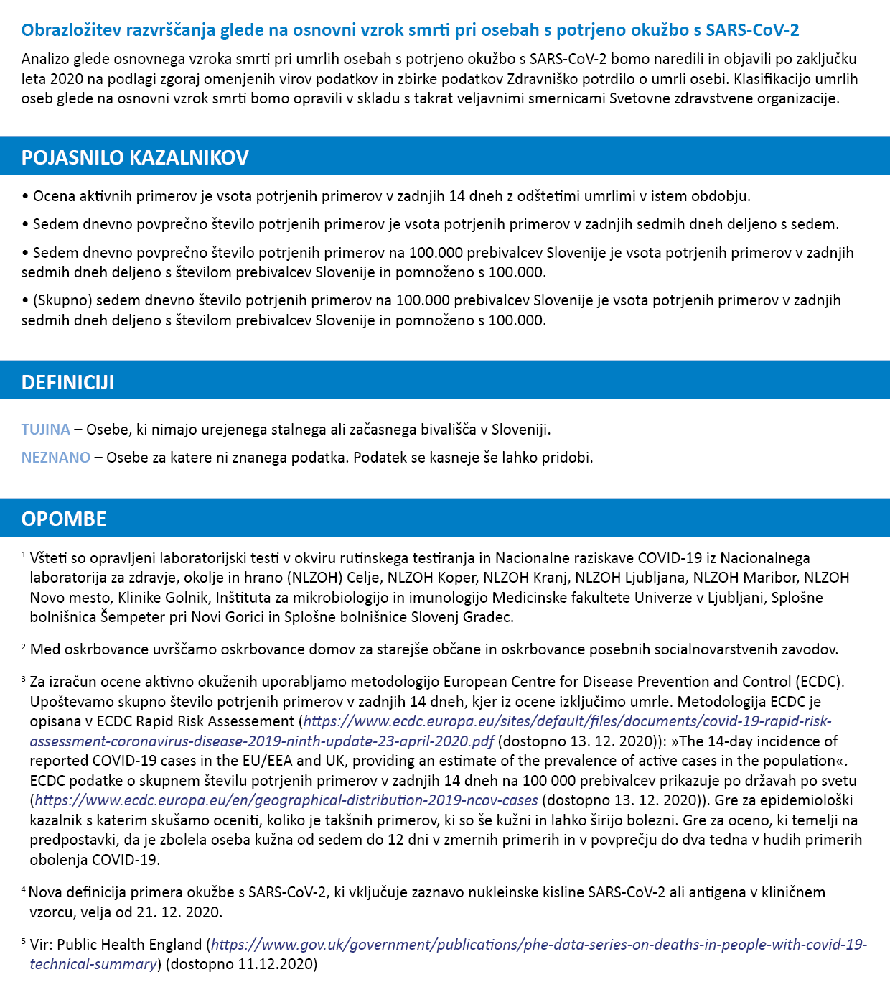 Obrazložitev razvrščanja glede na osnovni vzrok smrti pri osebah s potrjeno okužbo s SARS-CoV-2
Analizo glede osnovnega vzroka smrti pri umrlih osebah s potrjeno okužbo s SARS-CoV-2 bomo naredili in objavili po zaključku
leta 2020 na podlagi zgoraj omenjenih virov podatkov in zbirke podatkov Zdravniško potrdilo o umrli osebi. Klasifikacijo umrlih
oseb glede na osnovni vzrok smrti bomo opravili v skladu s takrat veljavnimi smernicami Svetovne zdravstvene organizacije.
POJASNILO KAZALNIKOV
• Ocena aktivnih primerov je vsota potrjenih primerov v zadnjih 14 dneh z odštetimi umrlimi v istem obdobju.
• Sedem dnevno povprečno število potrjenih primerov je vsota potrjenih primerov v zadnjih sedmih dneh deljeno s sedem.
• Sedem dnevno povprečno število potrjenih primerov na 100.000 prebivalcev Slovenije je vsota potrjenih primerov v zadnjih
sedmih dneh deljeno s številom prebivalcev Slovenije in pomnoženo s 100.000.
• (Skupno) sedem dnevno število potrjenih primerov na 100.000 prebivalcev Slovenije je vsota potrjenih primerov v zadnjih
sedmih dneh deljeno s številom prebivalcev Slovenije in pomnoženo s 100.000.
DEFINICIJI
TUJINA – Osebe, ki nimajo urejenega stalnega ali začasnega bivališča v Sloveniji.
NEZNANO – Osebe za katere ni znanega podatka. Podatek se kasneje še lahko pridobi.
OPOMBE
¹ Všteti so opravljeni laboratorijski testi v okviru rutinskega testiranja in Nacionalne raziskave COVID-19 iz Nacionalnega
laboratorija za zdravje, okolje in hrano (NLZOH) Celje, NLZOH Koper, NLZOH Kranj, NLZOH Ljubljana, NLZOH Maribor, NLZOH
Novo mesto, Klinike Golnik, Inštituta za mikrobiologijo in imunologijo Medicinske fakultete Univerze v Ljubljani, Splošne
bolnišnica Šempeter pri Novi Gorici in Splošne bolnišnice Slovenj Gradec.
² Med oskrbovance uvrščamo oskrbovance domov za starejše občane in oskrbovance posebnih socialnovarstvenih zavodov.
³ Za izračun ocene aktivno okuženih uporabljamo metodologijo European Centre for Disease Prevention and Control (ECDC).
Upoštevamo skupno število potrjenih primerov v zadnjih 14 dneh, kjer iz ocene izključimo umrle. Metodologija ECDC je
opisana v ECDC Rapid Risk Assessement (https://www.ecdc.europa.eu/sites/default/files/documents/covid-19-rapid-risk-
assessment-coronavirus-disease-2019-ninth-update-23-april-2020.pdf (dostopno 13. 12. 2020)): »The 14-day incidence of
reported COVID-19 cases in the EU/EEA and UK, providing an estimate of the prevalence of active cases in the population«.
ECDC podatke o skupnem številu potrjenih primerov v zadnjih 14 dneh na 100 000 prebivalcev prikazuje po državah po svetu
(https://www.ecdc.europa.eu/en/geographical-distribution-2019-ncov-cases (dostopno 13. 12. 2020)). Gre za epidemiološki
kazalnik s katerim skušamo oceniti, koliko je takšnih primerov, ki so še kužni in lahko širijo bolezni. Gre za oceno, ki temelji na
predpostavki, da je zbolela oseba kužna od sedem do 12 dni v zmernih primerih in v povprečju do dva tedna v hudih primerih
obolenja COVID-19.
⁴ Nova definicija primera okužbe s SARS-CoV-2, ki vključuje zaznavo nukleinske kisline SARS-CoV-2 ali antigena v kliničnem
vzorcu, velja od 21. 12. 2020.
⁵ Vir: Public Health England (https://www.gov.uk/government/publications/phe-data-series-on-deaths-in-people-with-covid-19-
technical-summary) (dostopno 11.12.2020)